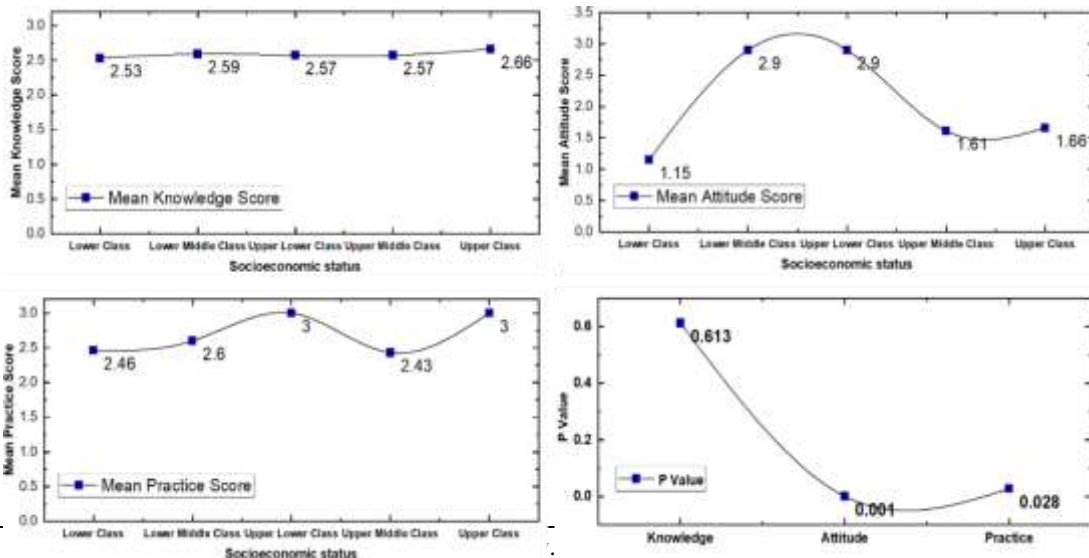 Mean Knowledge Score
3.0
2.5
2.0
1.5
1.0
0.5
0.0
2.53
2.59
2.57
2.57
2.66
Mean Knowledge Score
Lower Class Lower Middle Class Upper Lower Class Upper Middle Class Upper Class
Socioeconomic status
Mean Attitude Score
3.5
3.0
2.5
2.0
1.5
1.0
0.5
0.0
1.15
2.9
2.9
1.61
1.66
Mean Attitude Score
Lower Class Lower Middle Class Upper Lower Class Upper Middle Class Upper Class
Socioeconomic status
Mean Practice Score
3.0
2.5
2.0
1.5
1.0
0.5
0.0
2.46
2.6
3
2.43
3
Mean Practice Score
Lower Class Lower Middle Class Upper Lower Class Upper Middle Class Upper Class
Socioeconomic status
P Value
0.6
0.4
0.2
0.0
0.613
0.001
0.028
P Value
Knowledge Attitude Practice